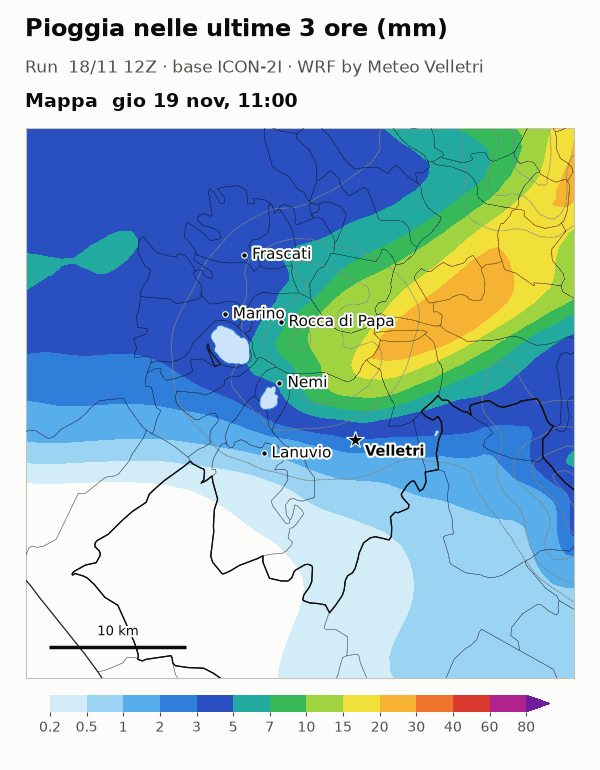 Pioggia nelle ultime 3 ore (mm)
Run  18/11 12Z · base ICON-2I · WRF by Meteo Velletri
Mappa  gio 19 nov, 11:00
Frascati
Marino
Rocca di Papa
Nemi
Velletri
Lanuvio
10 km
0.2 0.5 1 2 3 5 7 10 15 20 30 40 60 80